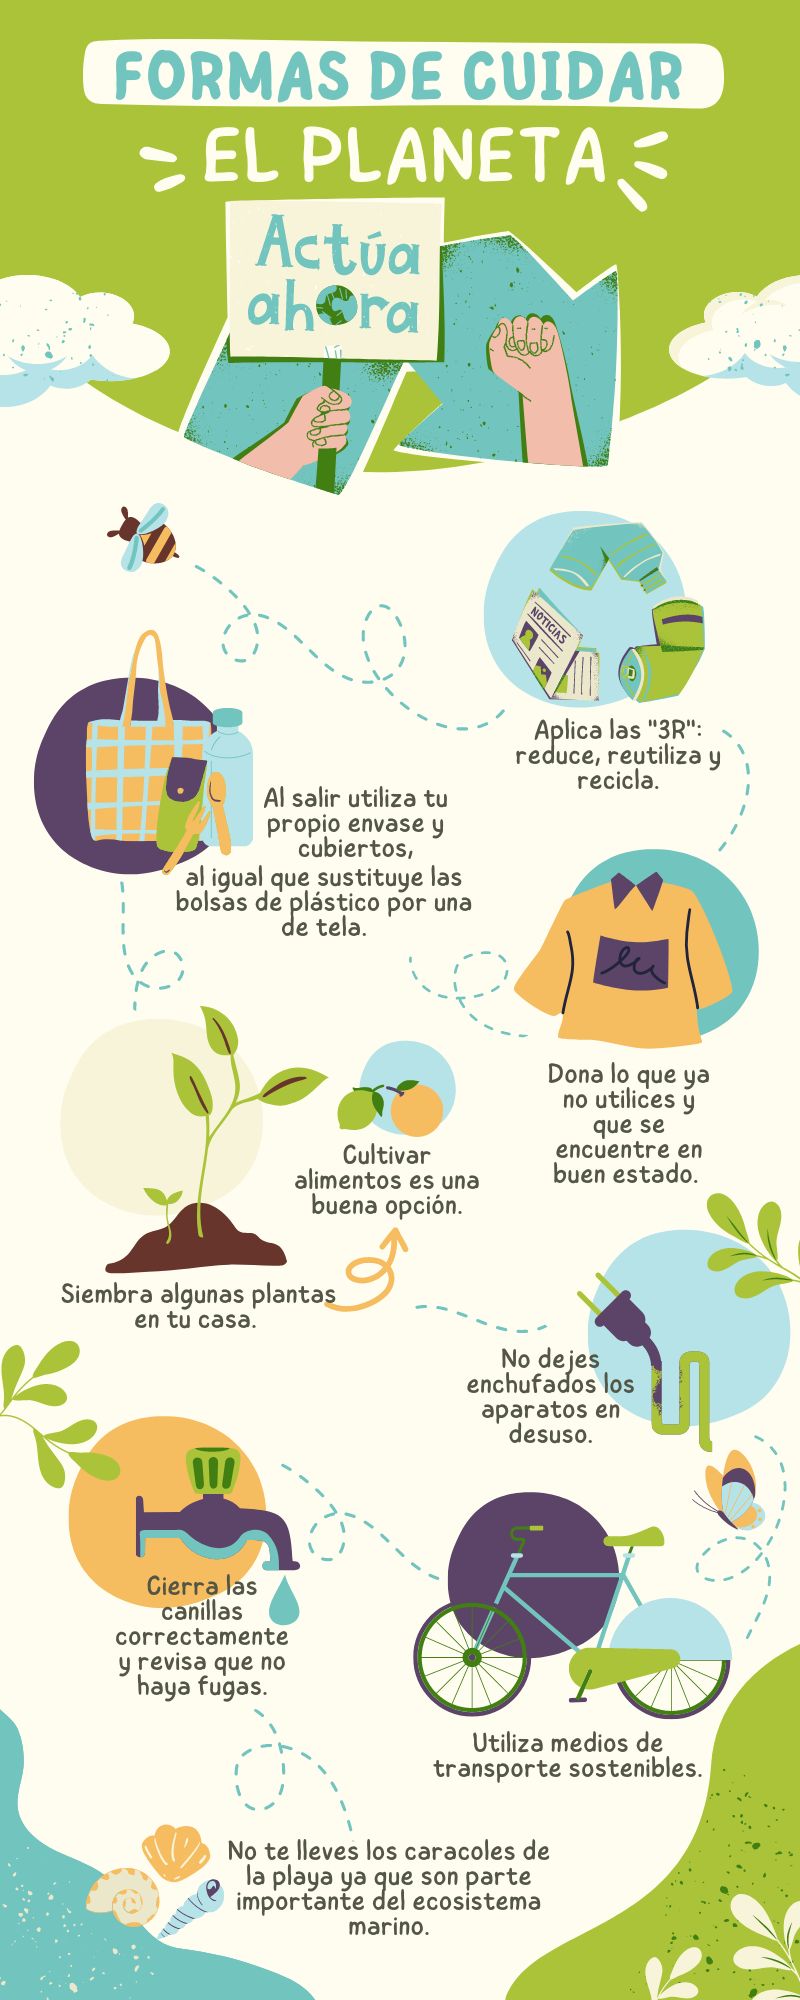 FORMAS DE CUIDAR
EL PLANETA
Actúa
ahora
NOTICIAS
Aplica las "3R":
reduce, reutiliza y
recicla.
Al salir utiliza tu
propio envase y
cubiertos,
al igual que sustituye las
bolsas de plástico por una
de tela.
Dona lo que ya
no utilices y
que se
encuentre en
buen estado.
Cultivar
alimentos es una
buena opción.
Siembra algunas plantas
en tu casa.
No dejes
enchufados los
aparatos en
desuso.
Cierra las
canillas
correctamente
y revisa que no
haya fugas.
Utiliza medios de
transporte sostenibles.
No te lleves los caracoles de
la playa ya que son parte
importante del ecosistema
marino.